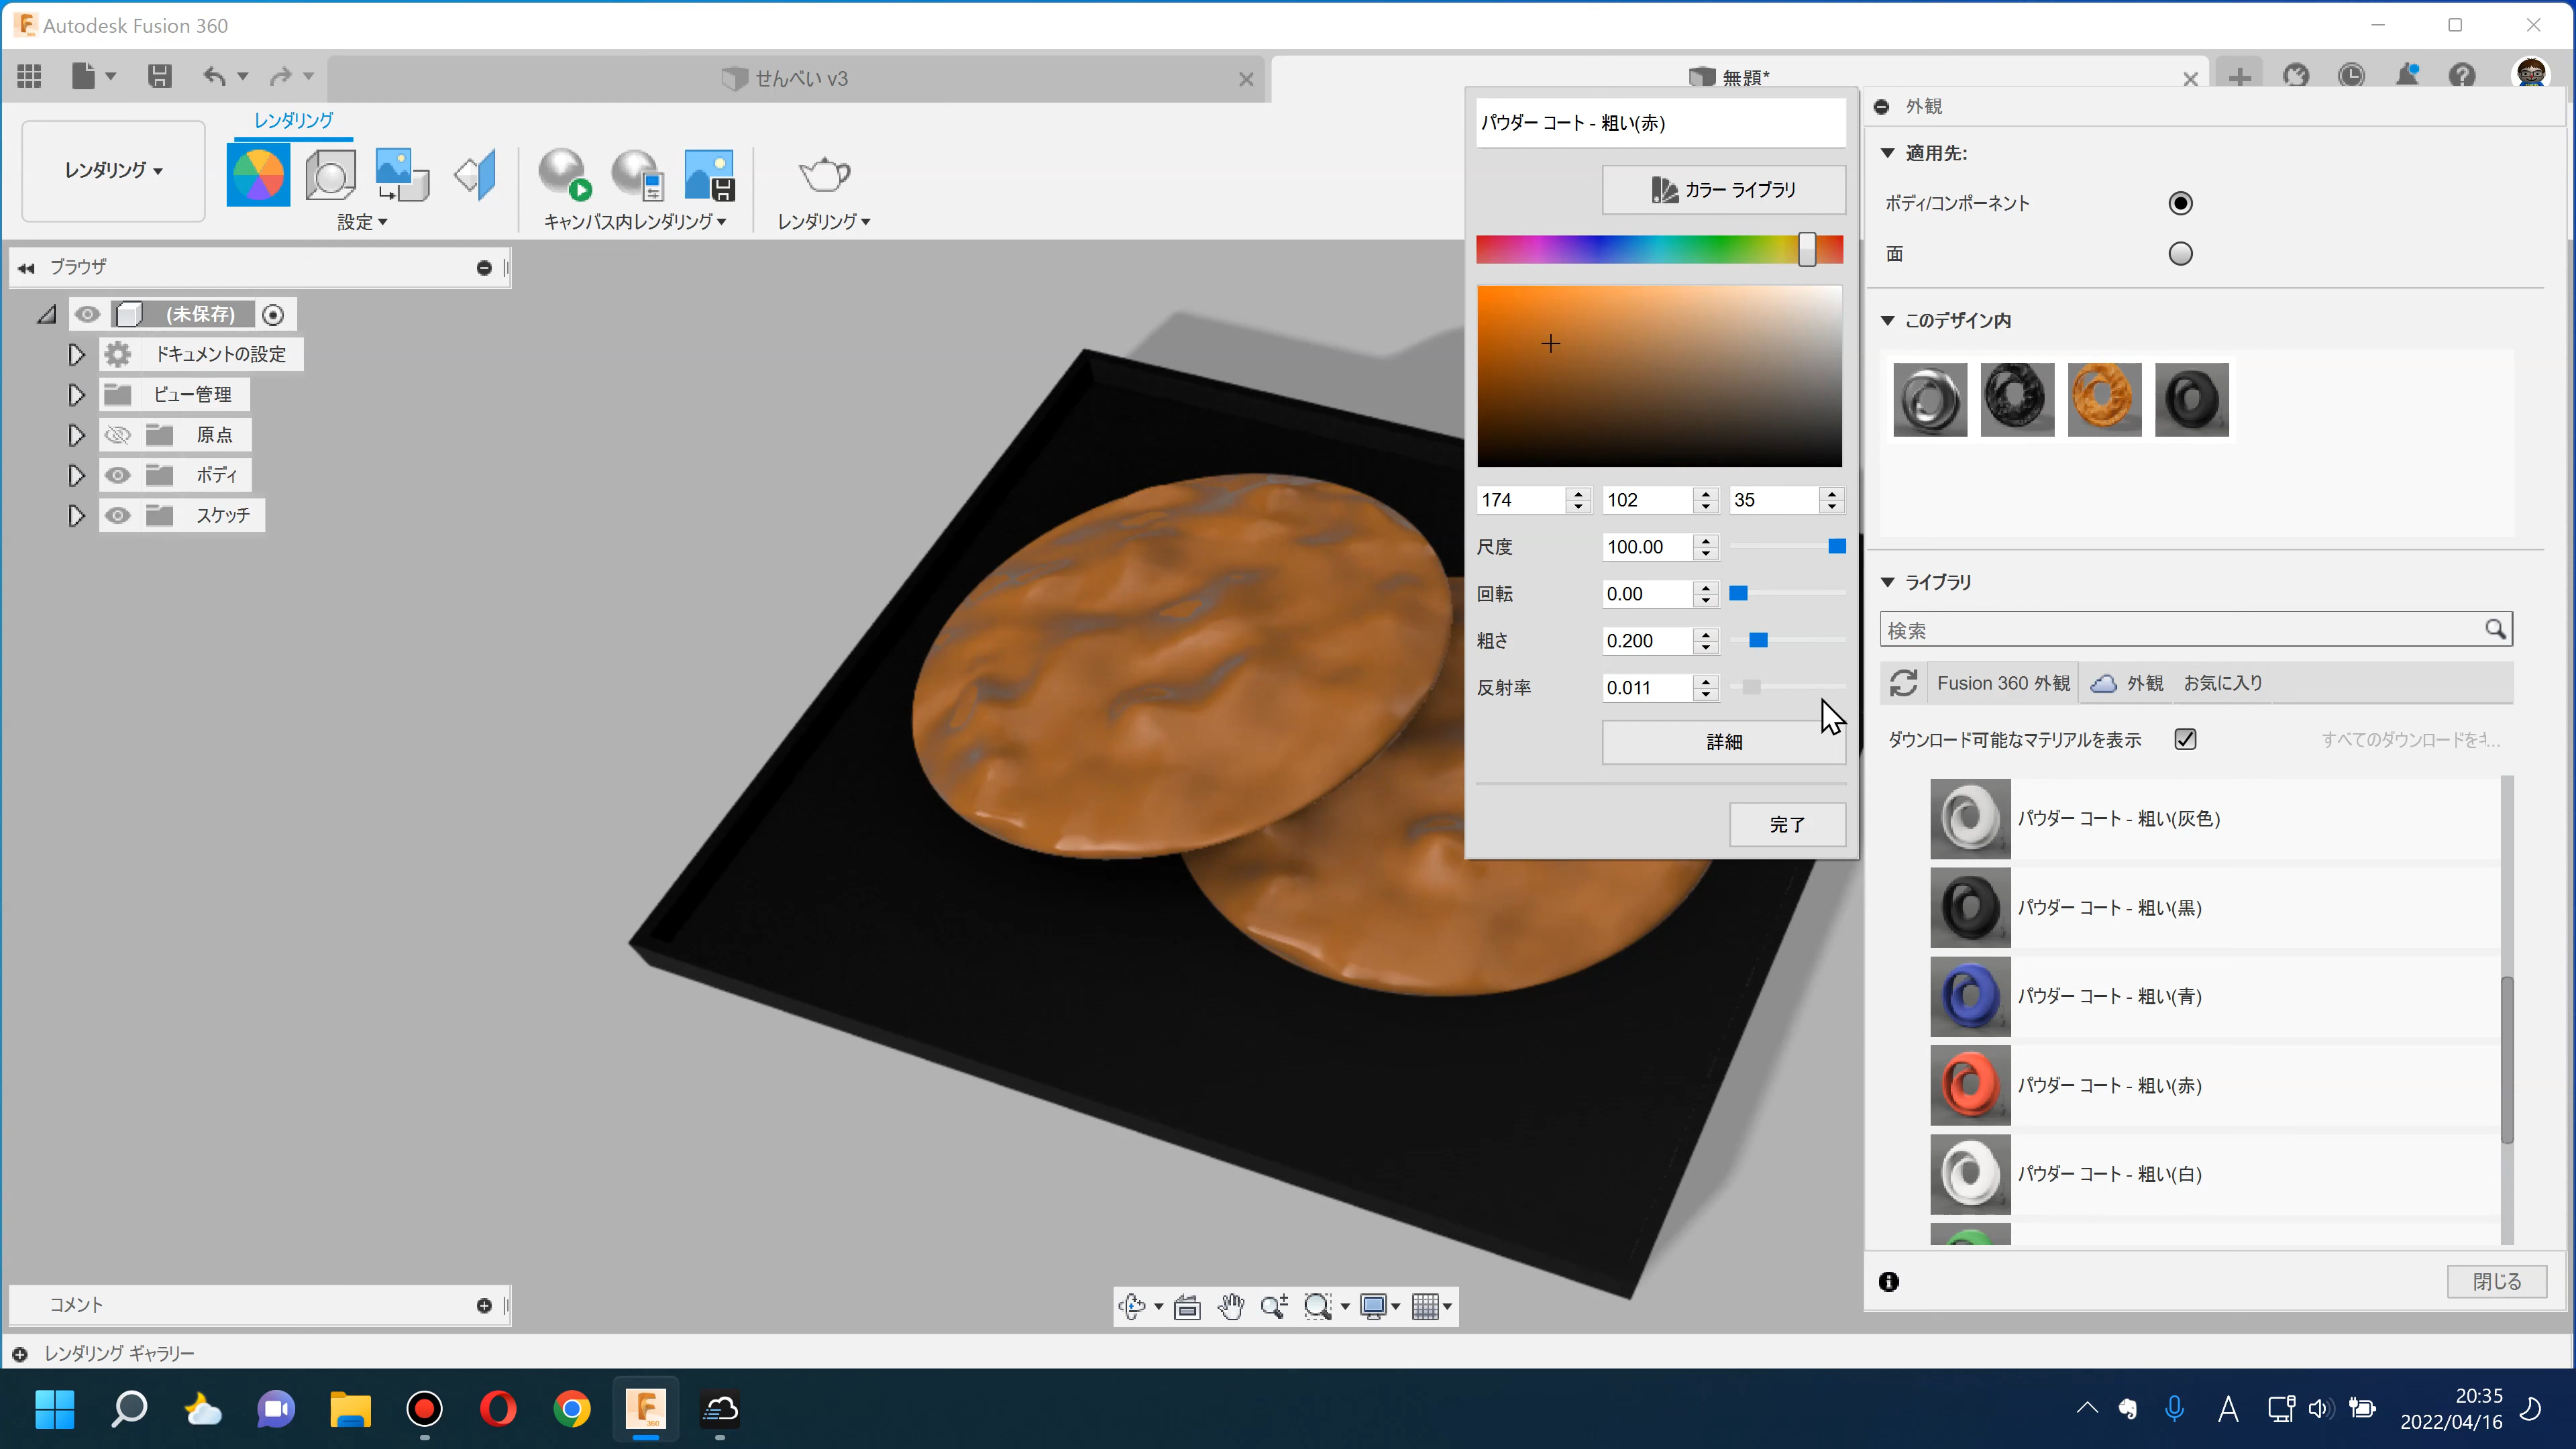 Autodesk Fusion 360
せんべい v3
無題*
レンダリング
レンダリング
設定
キャンバス内レンダリング
レンダリング
ブラウザ
(未保存)
ドキュメントの設定
ビュー管理
原点
ボディ
スケッチ
パウダー コート - 粗い(赤)
カラー ライブラリ
174
102
35
尺度
100.00
回転
0.00
粗さ
0.200
反射率
0.011
詳細
完了
外観
適用先:
ボディ/コンポーネント
面
このデザイン内
ライブラリ
検索
Fusion 360 外観
外観
お気に入り
ダウンロード可能なマテリアルを表示
すべてのダウンロードをキ...
パウダー コート - 粗い(灰色)
パウダー コート - 粗い(黒)
パウダー コート - 粗い(青)
パウダー コート - 粗い(赤)
パウダー コート - 粗い(白)
閉じる
コメント
レンダリング ギャラリー
A
20:35
2022/04/16